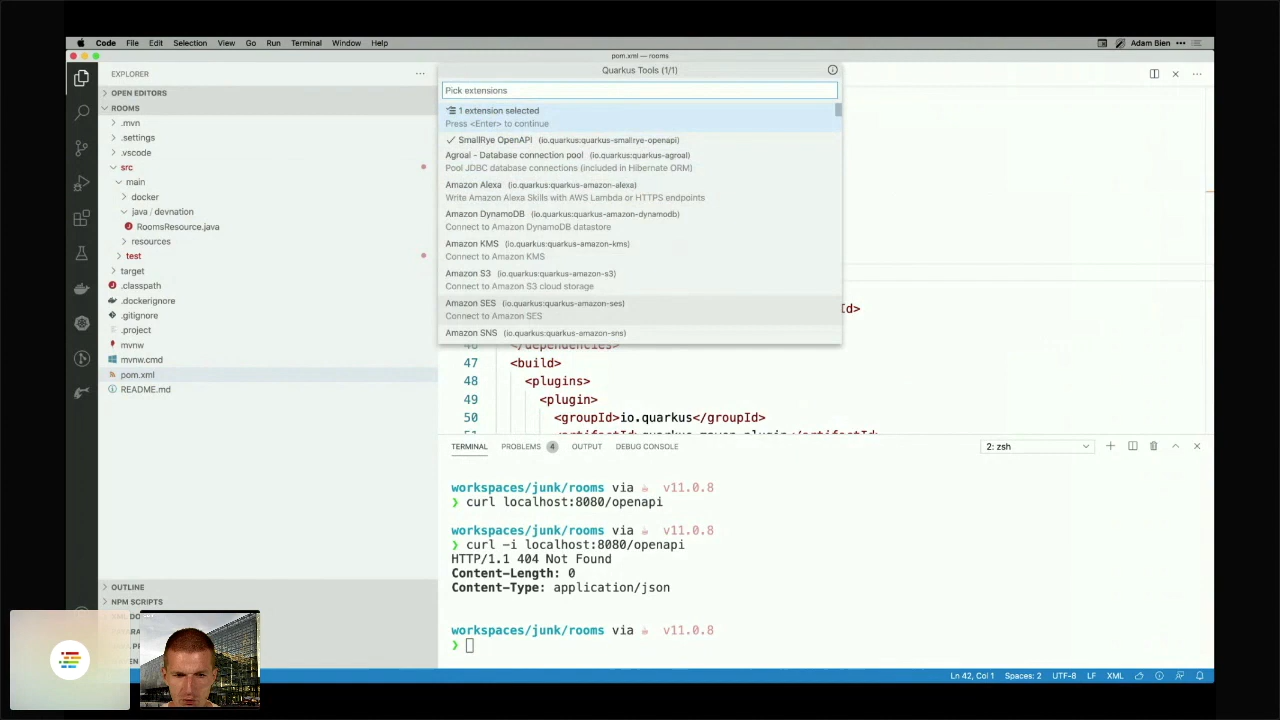 Code File Edit Selection View Go Run Terminal Window Help Adam Bien
pom.xml — rooms
EXPLORER
OPEN EDITORS
ROOMS
.mvn
.settings
.vscode
src
main
docker
java / devnation
RoomsResource.java
resources
test
target
.classpath
.dockerignore
.gitignore
.project
mvnw
mvnw.cmd
pom.xml
README.md
OUTLINE
NPM SCRIPTS
Quarkus Tools (1/1)
Pick extensions
1 extension selected
Press <Enter> to continue
SmallRye OpenAPI (io.quarkus:quarkus-smallrye-openapi)
Agroal - Database connection pool (io.quarkus:quarkus-agroal)
Pool JDBC database connections (included in Hibernate ORM)
Amazon Alexa (io.quarkus:quarkus-amazon-alexa)
Write Amazon Alexa Skills with AWS Lambda or HTTPS endpoints
Amazon DynamoDB (io.quarkus:quarkus-amazon-dynamodb)
Connect to Amazon DynamoDB datastore
Amazon KMS (io.quarkus:quarkus-amazon-kms)
Connect to Amazon KMS
Amazon S3 (io.quarkus:quarkus-amazon-s3)
Connect to Amazon S3 cloud storage
Amazon SES (io.quarkus:quarkus-amazon-ses)
Connect to Amazon SES
Amazon SNS (io.quarkus:quarkus-amazon-sns)
Id>
46 </dependencies>
47 <build>
48 <plugins>
49 <plugin>
50 <groupId>io.quarkus</groupId>
51 <artifactId>quarkus-maven-plugin</artifactId>
TERMINAL PROBLEMS 4 OUTPUT DEBUG CONSOLE 2: zsh
workspaces/junk/rooms via v11.0.8
❯ curl localhost:8080/openapi
workspaces/junk/rooms via v11.0.8
❯ curl -i localhost:8080/openapi
HTTP/1.1 404 Not Found
Content-Length: 0
Content-Type: application/json
workspaces/junk/rooms via v11.0.8
❯
Ln 42, Col 1 Spaces: 2 UTF-8 LF XML